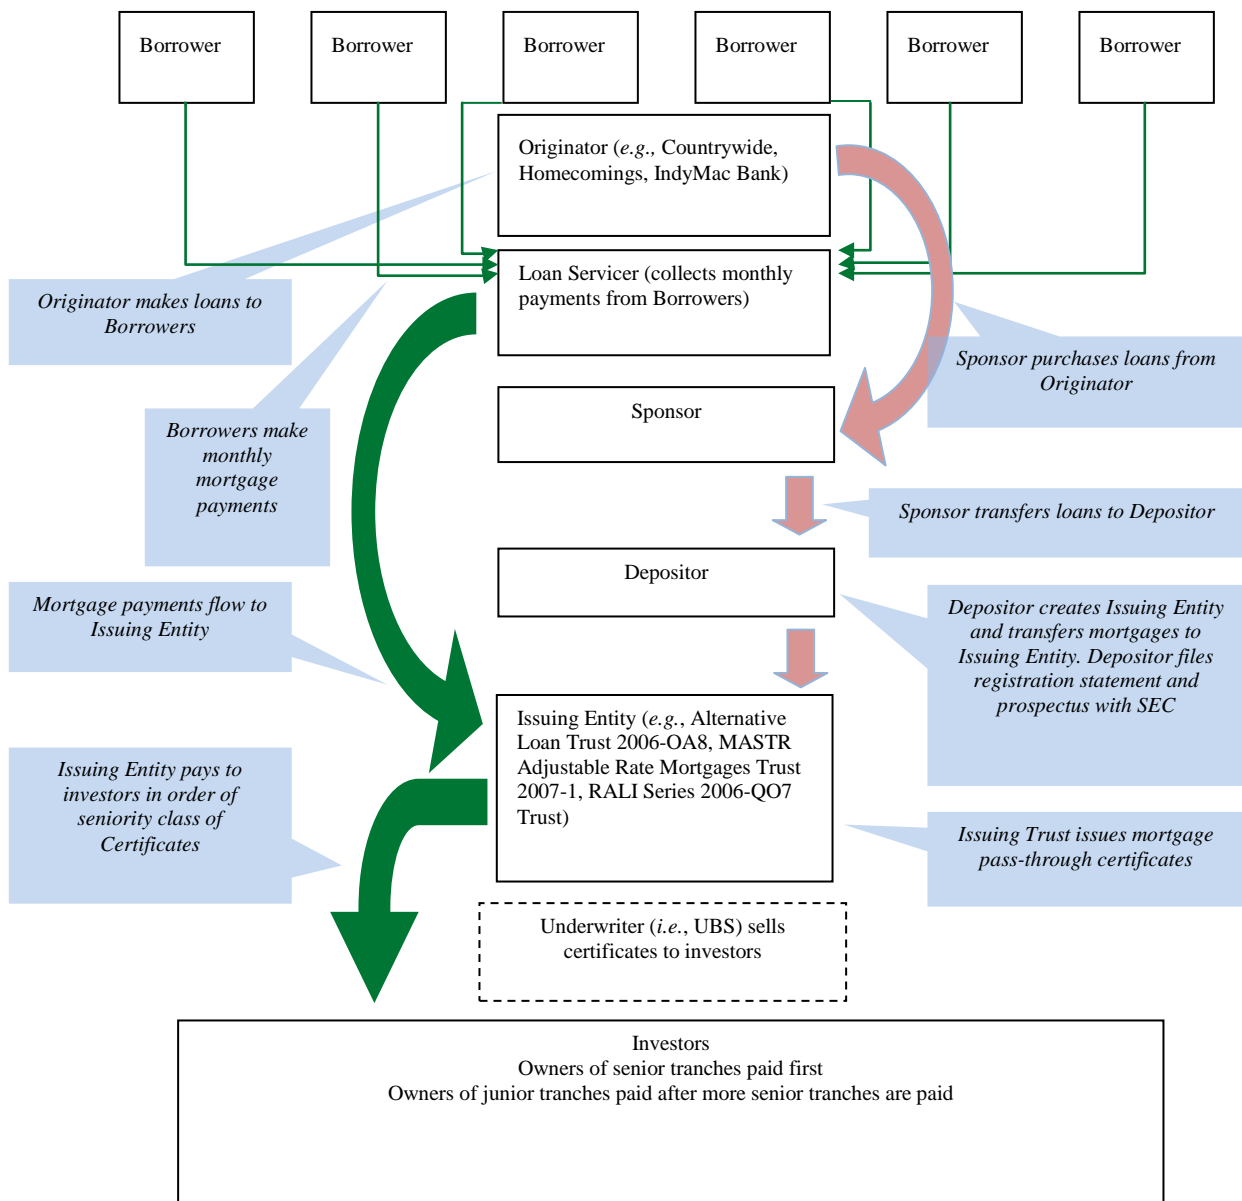 Borrower
Borrower
Borrower
Borrower
Borrower
Borrower
Originator (e.g., Countrywide,
Homecomings, IndyMac Bank)
Loan Servicer (collects monthly
payments from Borrowers)
Originator makes loans to
Borrowers
Sponsor purchases loans from
Originator
Borrowers make
monthly
mortgage
payments
Sponsor
Sponsor transfers loans to Depositor
Depositor
Mortgage payments flow to
Issuing Entity
Depositor creates Issuing Entity
and transfers mortgages to
Issuing Entity. Depositor files
registration statement and
prospectus with SEC
Issuing Entity (e.g., Alternative
Loan Trust 2006-OA8, MASTR
Adjustable Rate Mortgages Trust
2007-1, RALI Series 2006-QO7
Trust)
Issuing Entity pays to
investors in order of
seniority class of
Certificates
Issuing Trust issues mortgage
pass-through certificates
Underwriter (i.e., UBS) sells
certificates to investors
Investors
Owners of senior tranches paid first
Owners of junior tranches paid after more senior tranches are paid